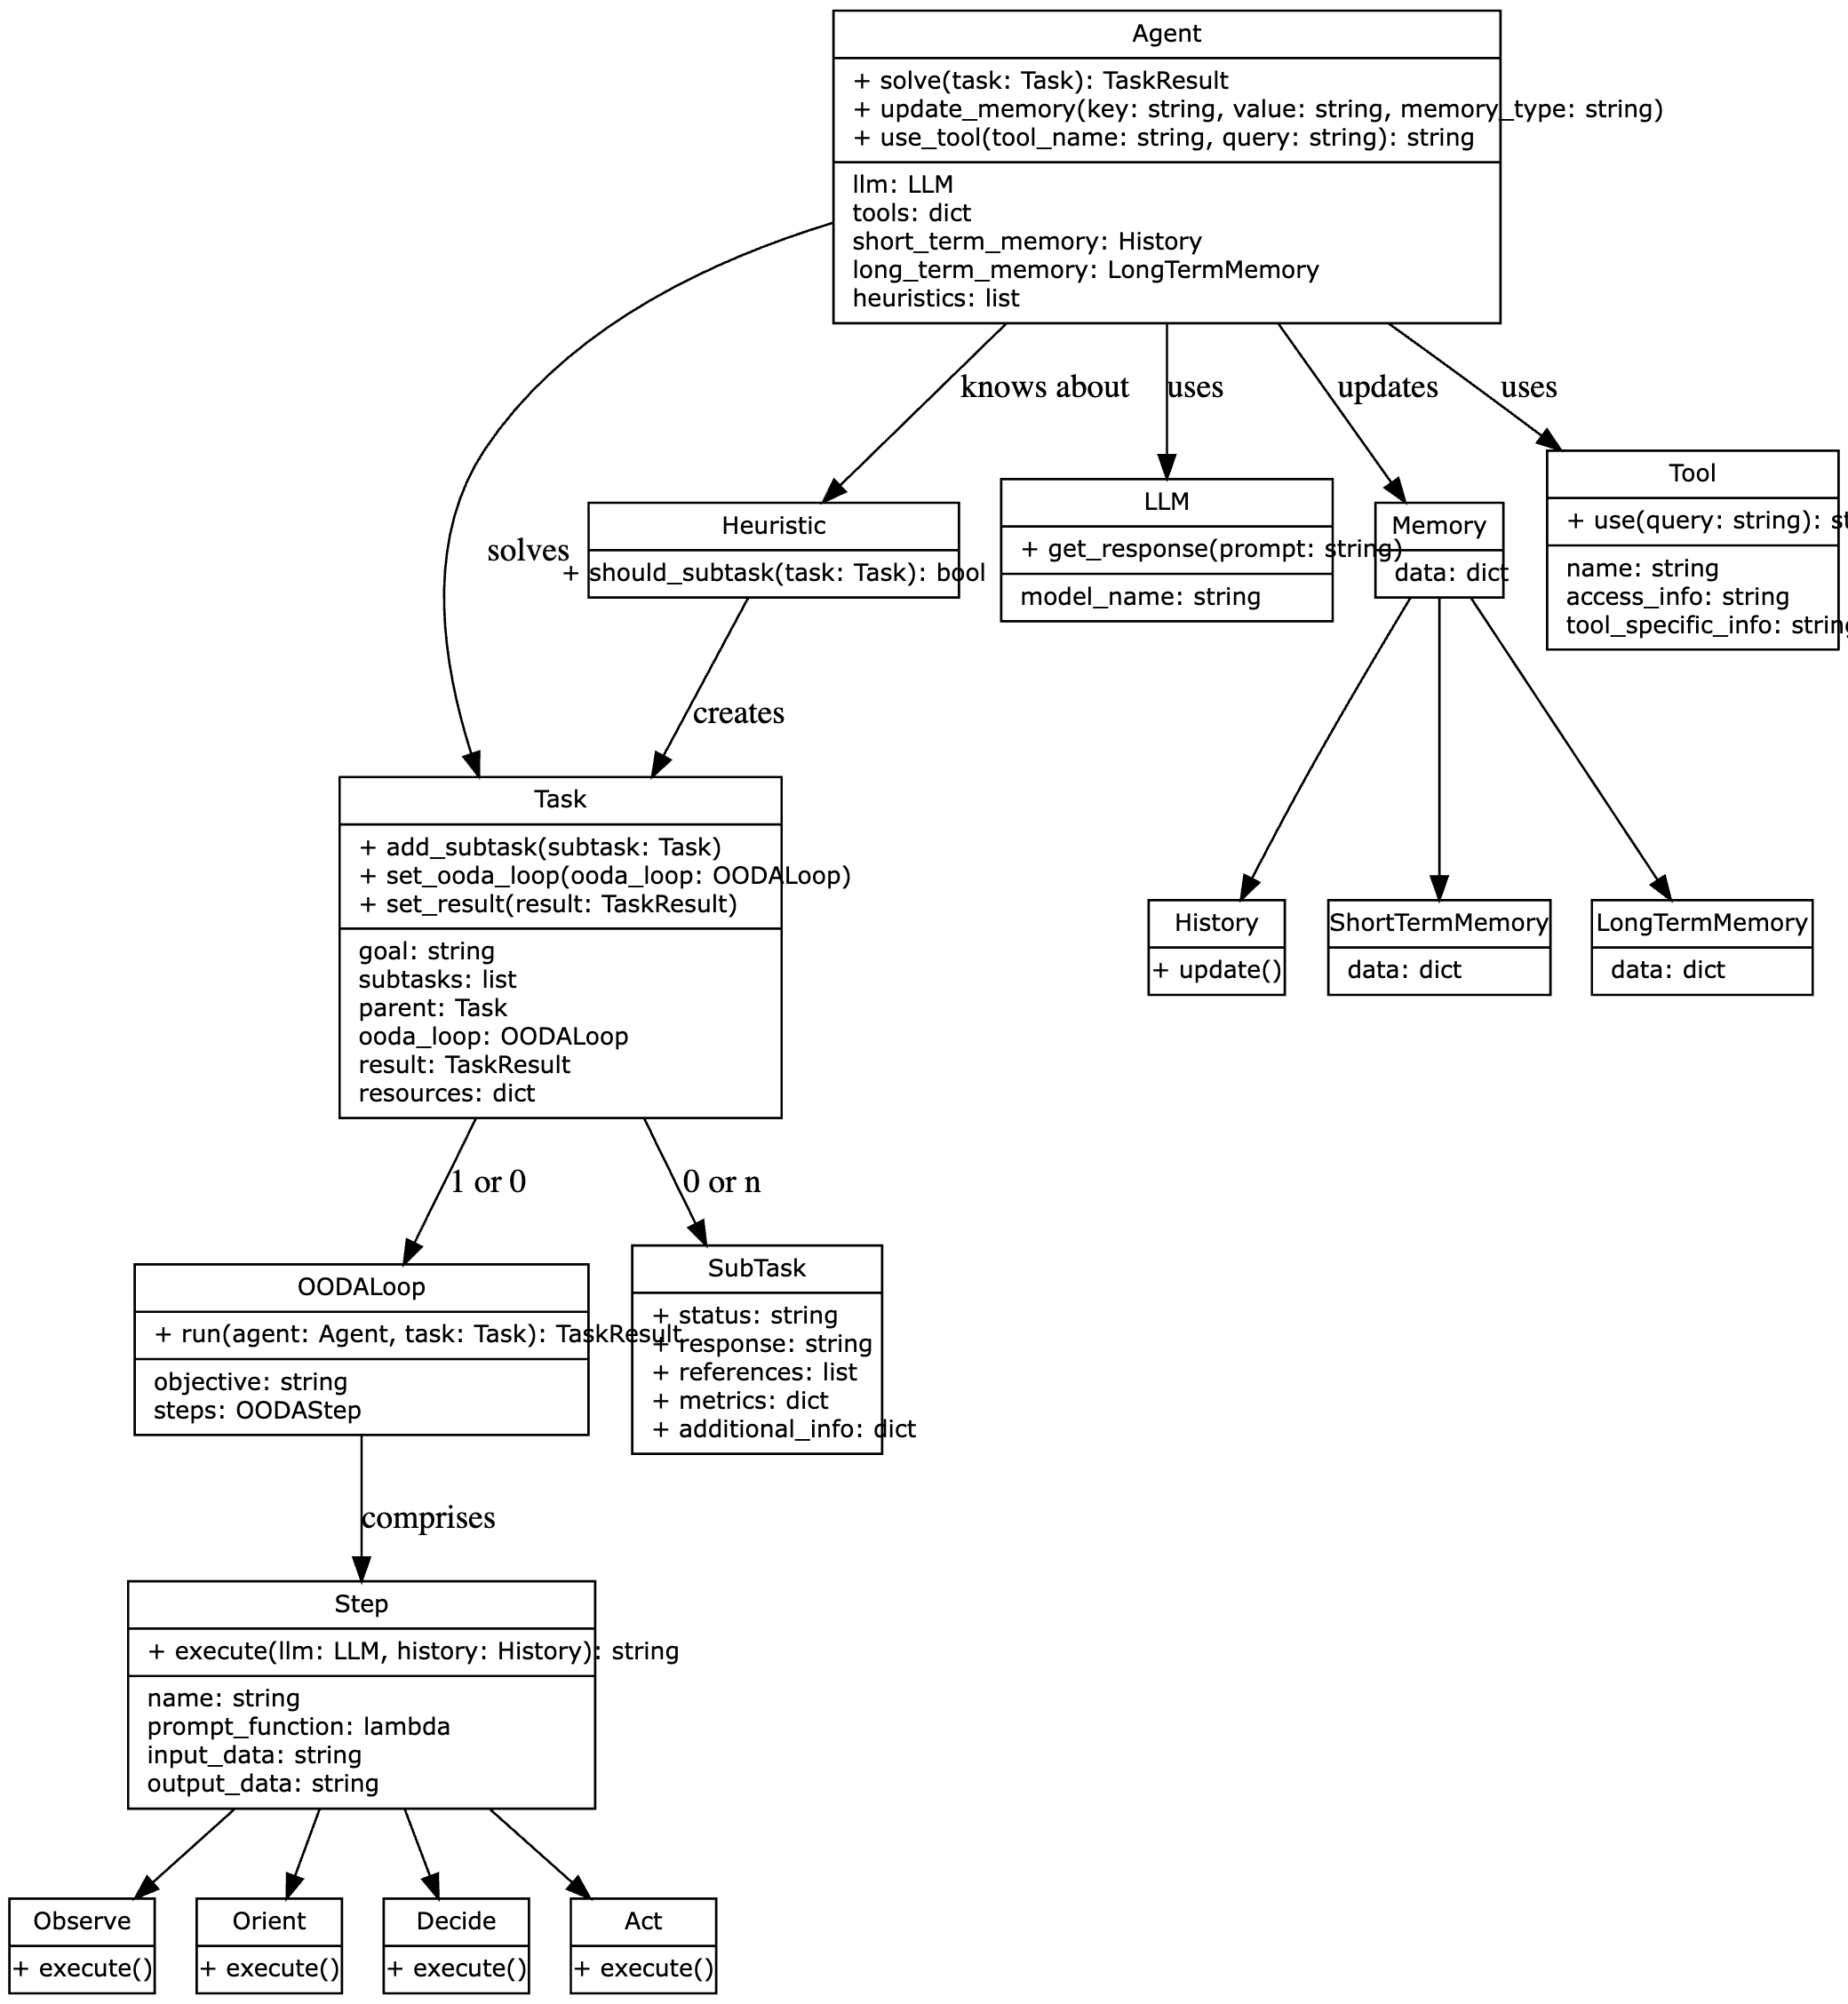 Agent
+ solve(task: Task): TaskResult
+ update_memory(key: string, value: string, memory_type: string)
+ use_tool(tool_name: string, query: string): string
llm: LLM
tools: dict
short_term_memory: History
long_term_memory: LongTermMemory
heuristics: list
solves
knows about
uses
updates
uses
Heuristic
+ should_subtask(task: Task): bool
LLM
+ get_response(prompt: string)
model_name: string
Memory
data: dict
Tool
+ use(query: string):
name: string
access_info: string
tool_specific_info: string
creates
Task
+ add_subtask(subtask: Task)
+ set_ooda_loop(ooda_loop: OODALoop)
+ set_result(result: TaskResult)
goal: string
subtasks: list
parent: Task
ooda_loop: OODALoop
result: TaskResult
resources: dict
History
+ update()
ShortTermMemory
data: dict
LongTermMemory
data: dict
1 or 0
0 or n
OODALoop
+ run(agent: Agent, task: Task): TaskResult
objective: string
steps: OODAStep
SubTask
+ status: string
+ response: string
+ references: list
+ metrics: dict
+ additional_info: dict
comprises
Step
+ execute(llm: LLM, history: History): string
name: string
prompt_function: lambda
input_data: string
output_data: string
Observe
+ execute()
Orient
+ execute()
Decide
+ execute()
Act
+ execute()